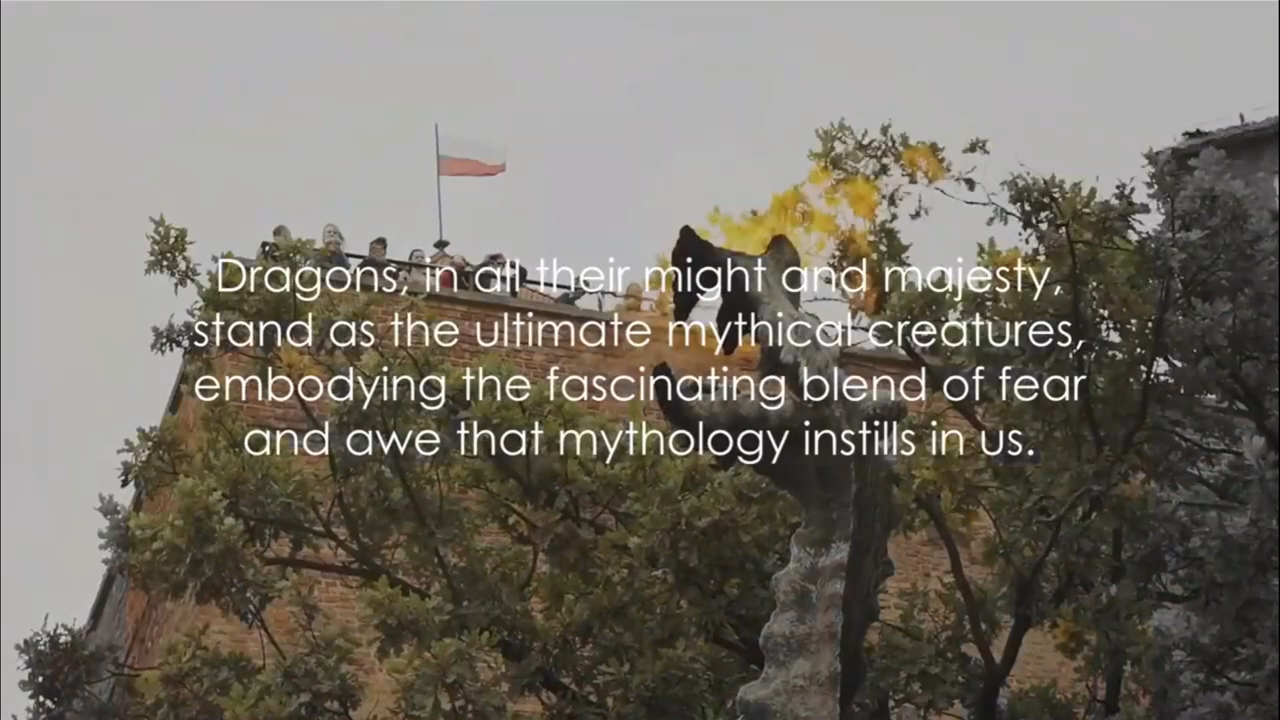 Dragons, in all their might and majesty,
stand as the ultimate mythical creatures,
embodying the fascinating blend of fear
and awe that mythology instills in us.